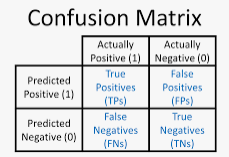 Confusion Matrix
Actually Actually
Positive (1) Negative (0)
Predicted
Positive (1)
True
Positives
(TPs)
False
Positives
(FPs)
Predicted
Negative (0)
False
Negatives
(FNs)
True
Negatives
(TNs)